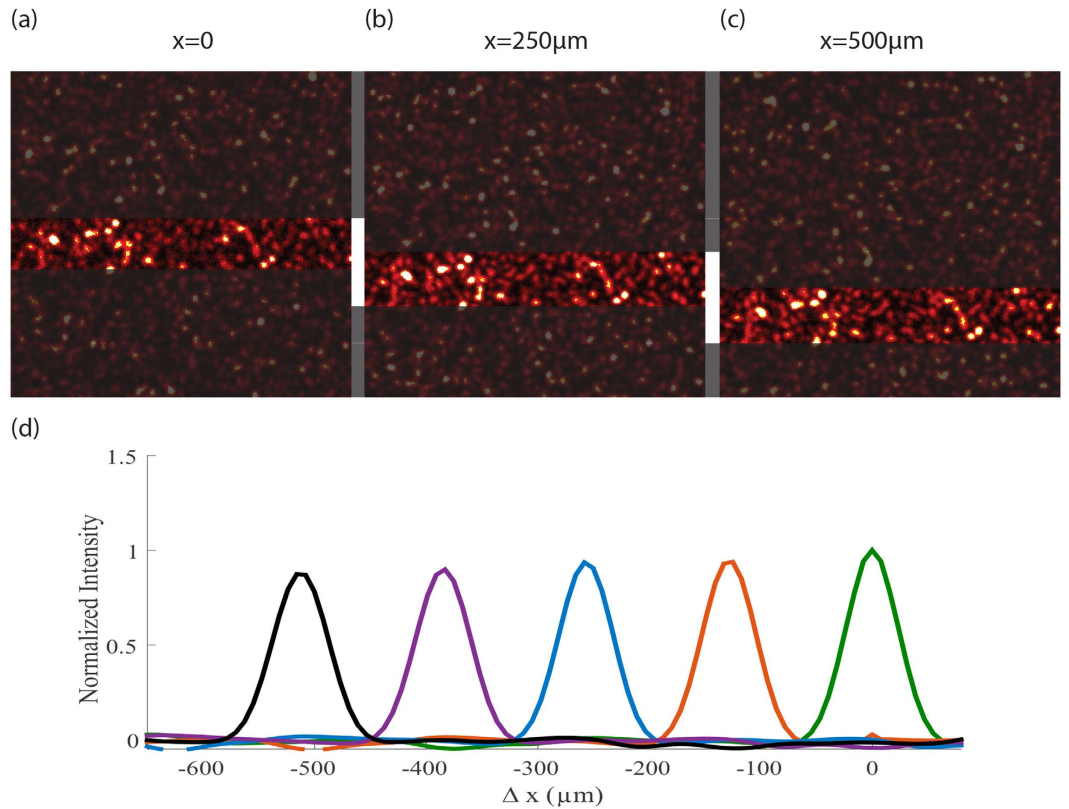 (a)
x=0
(b)
x=250μm
(c)
x=500μm
(d)
Normalized Intensity
1.5
1
0.5
0
-600 -500 -400 -300 -200 -100 0
Δ x (μm)